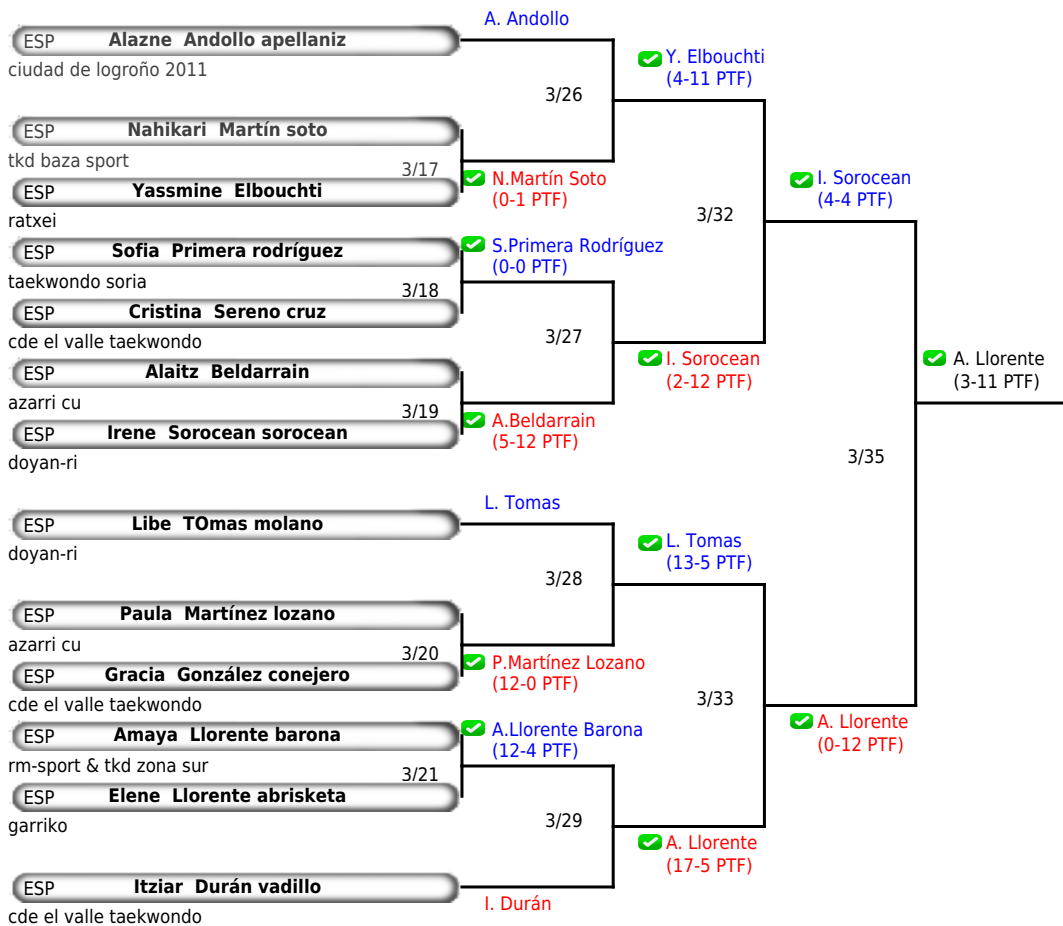 A. Andollo
ESP Alazne Andollo apellaniz
ciudad de logroño 2011
Y. Elbouchti
(4-11 PTF)
3/26
ESP Nahikari Martín soto
tkd baza sport
3/17
N.Martín Soto
(0-1 PTF)
ESP Yassmine Elbouchti
ratxei
I. Sorocean
(4-4 PTF)
3/32
ESP Sofia Primera rodríguez
S.Primera Rodríguez
(0-0 PTF)
taekwondo soria
3/18
ESP Cristina Sereno cruz
cde el valle taekwondo
3/27
I. Sorocean
(2-12 PTF)
A. Llorente
(3-11 PTF)
ESP Alaitz Beldarrain
azarri cu
3/19
A.Beldarrain
(5-12 PTF)
ESP Irene Sorocean sorocean
doyan-ri
3/35
L. Tomas
ESP Libe TOmas molano
doyan-ri
L. Tomas
(13-5 PTF)
3/28
ESP Paula Martínez lozano
azarri cu
3/20
P.Martínez Lozano
(12-0 PTF)
ESP Gracia González conejero
cde el valle taekwondo
3/33
A. Llorente
(0-12 PTF)
ESP Amaya Llorente barona
A.Llorente Barona
(12-4 PTF)
rm-sport & tkd zona sur
3/21
ESP Elene Llorente abrisketa
garriko
3/29
A. Llorente
(17-5 PTF)
ESP Itziar Durán vadillo
I. Durán
cde el valle taekwondo